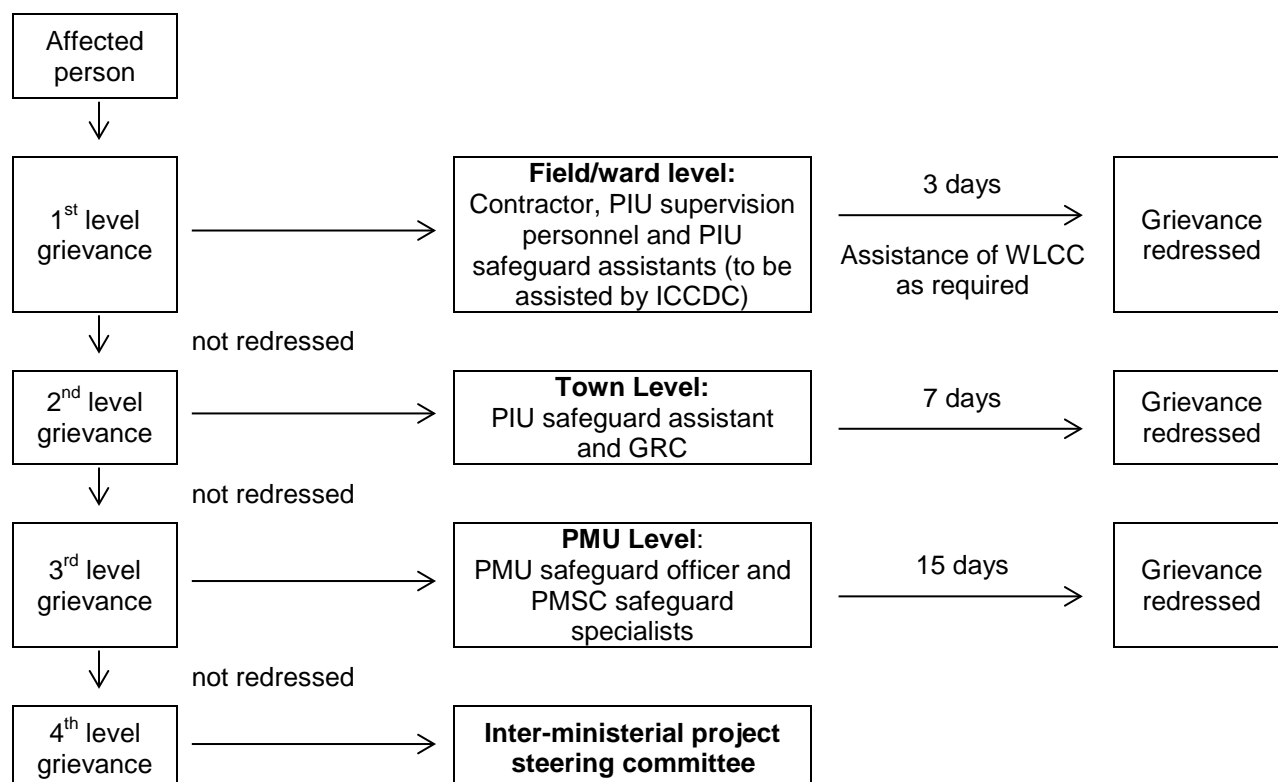 Affected
person
1st level
grievance
Field/ward level:
Contractor, PIU supervision
personnel and PIU
safeguard assistants (to be
assisted by ICCDC)
3 days
Assistance of WLCC
as required
Grievance
redressed
not redressed
2nd level
grievance
Town Level:
PIU safeguard assistant
and GRC
7 days
Grievance
redressed
not redressed
3rd level
grievance
PMU Level:
PMU safeguard officer and
PMSC safeguard
specialists
15 days
Grievance
redressed
not redressed
4th level
grievance
Inter-ministerial project
steering committee